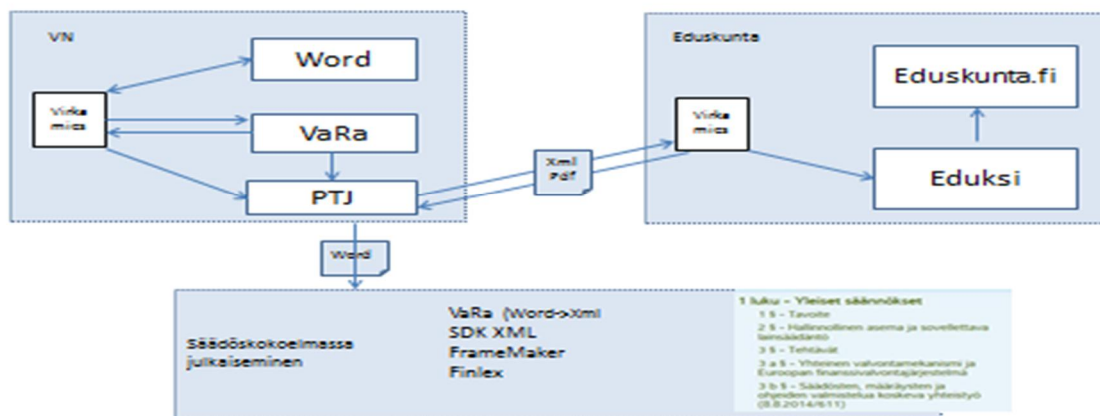 VN
Word
Virka
mies
VaRa
PTJ
Xml
Pdf
Eduskunta
Virka
mies
Eduskunta.fi
Eduksi
Word
Säädöskokoelmassa
julkaiseminen
VaRa (Word->Xml
SDK XML
FrameMaker
Finlex
1 luku – Yleiset säännökset
1 § – Tavoite
2 § – Hallinnollinen asema ja sovellettava
lainsäädäntö
3 § – Tehtävät
3 a § – Yhteinen valvontamekanismi ja
Euroopan finanssivalvontajärjestelmä
3 b § – Säädösten, määräysten ja
ohjeiden valmistelua koskeva yhteistyö
(8.8.2014/611)